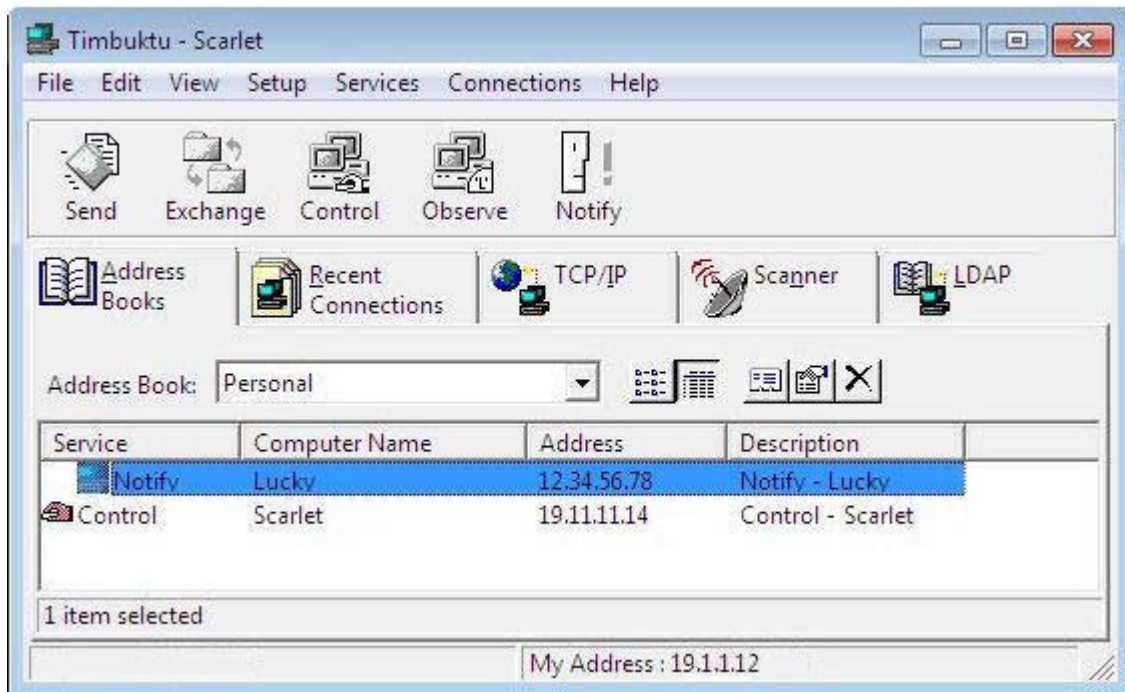 Timbuktu - Scarlet
File Edit View Setup Services Connections Help
Send Exchange Control Observe Notify
Address Books
Recent Connections
TCP/IP
Scanner
LDAP
Address Book: Personal
Service Computer Name Address Description
Notify Lucky 12.34.56.78 Notify - Lucky
Control Scarlet 19.11.11.14 Control - Scarlet
1 item selected
My Address : 19.1.1.12